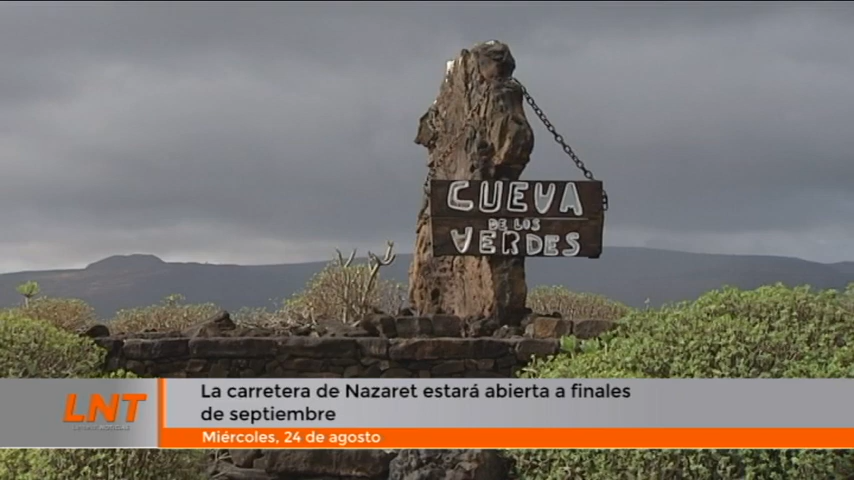 CUEVA
DE LOS
VERDES
La carretera de Nazaret estará abierta a finales
de septiembre
LNT
Miércoles, 24 de agosto